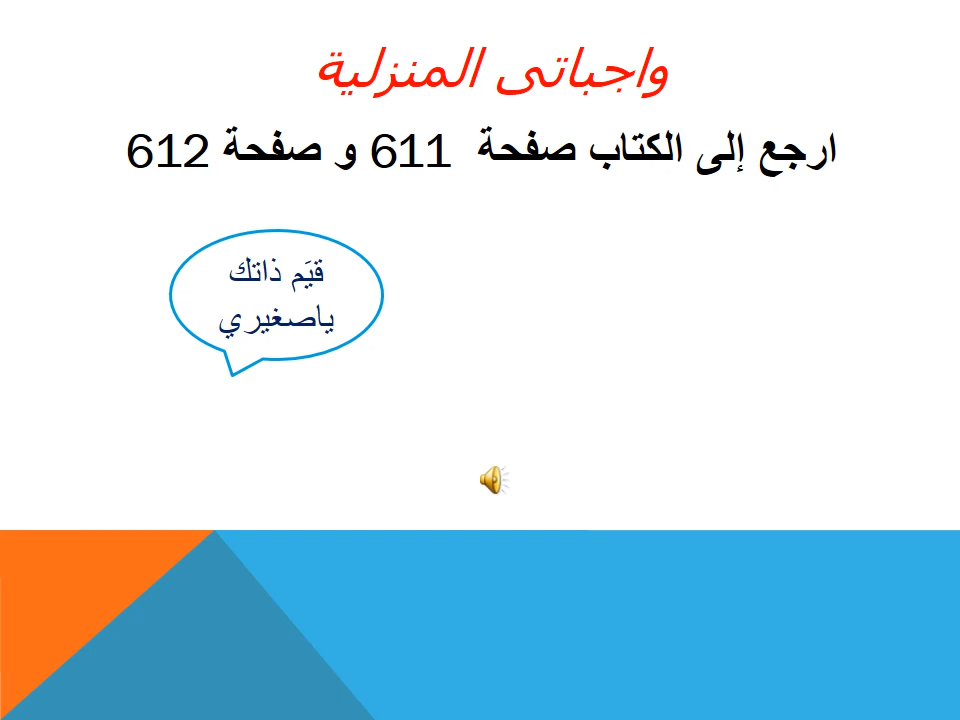 واجباتى المنزلية
ارجع إلى الكتاب صفحة 611 و صفحة 612
قيَم ذاتك
ياصغيري